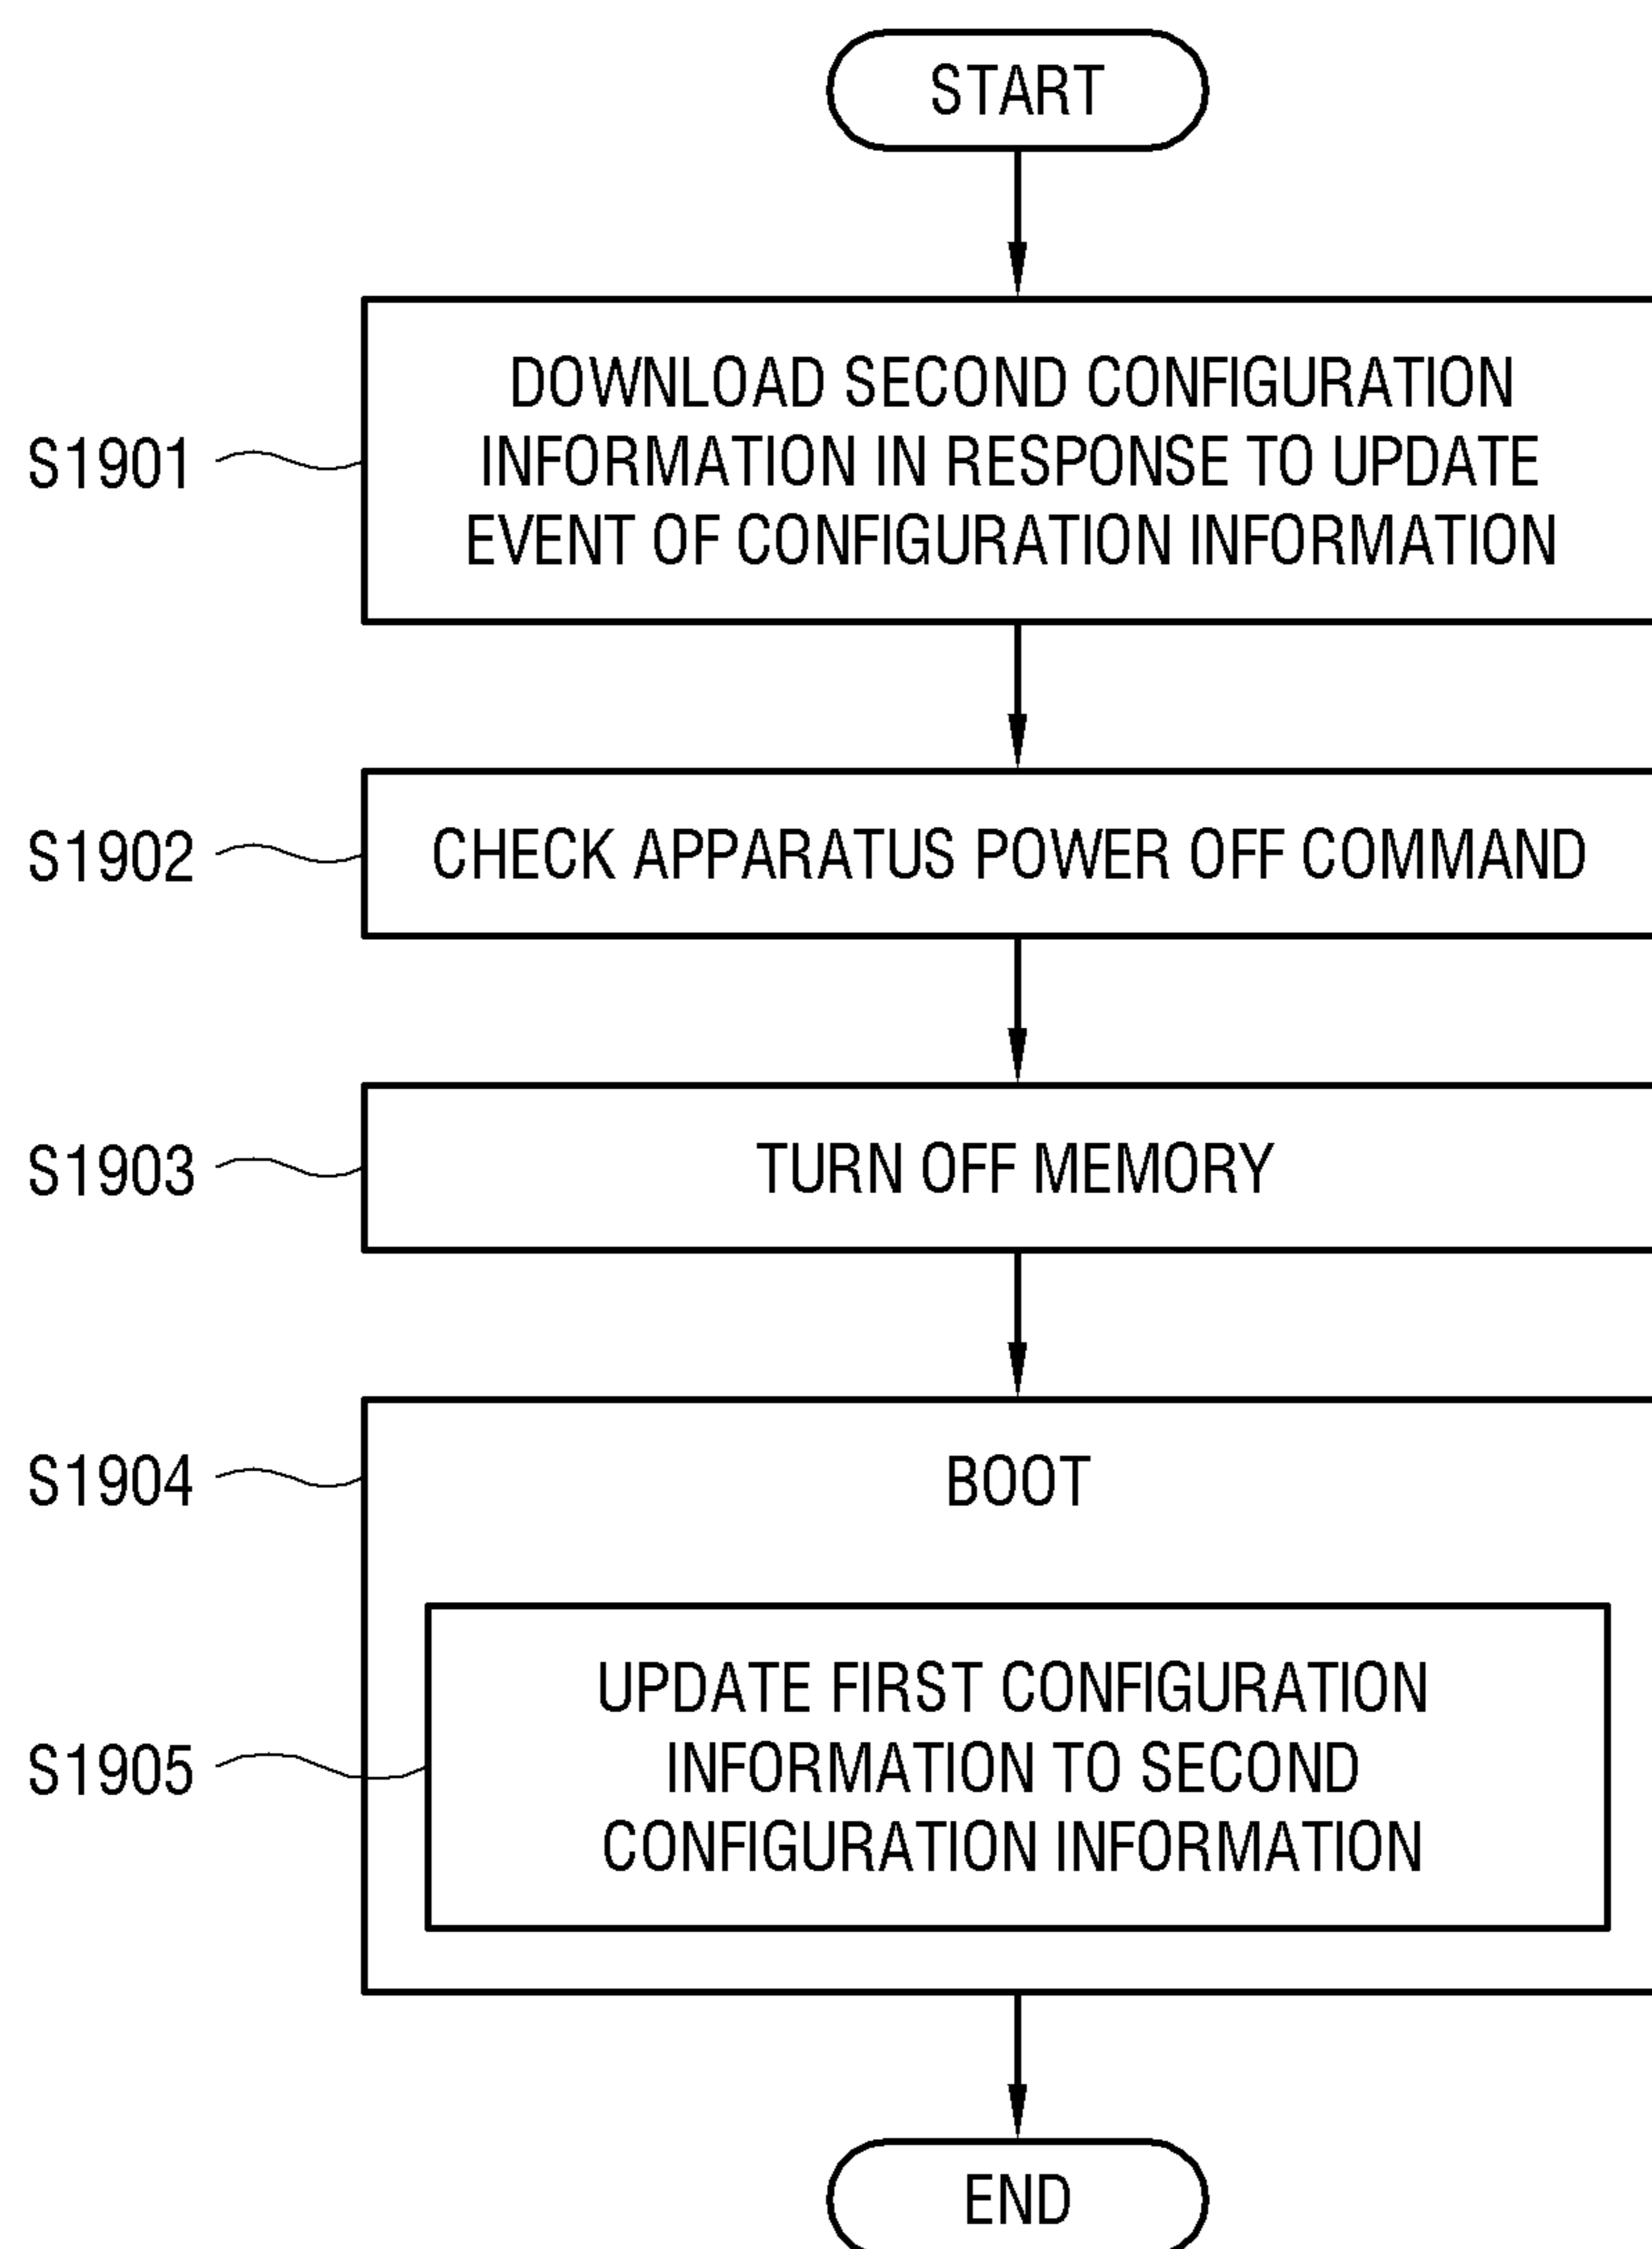 START
DOWNLOAD SECOND CONFIGURATION
INFORMATION IN RESPONSE TO UPDATE
EVENT OF CONFIGURATION INFORMATION
S1901
CHECK APPARATUS POWER OFF COMMAND
S1902
TURN OFF MEMORY
S1903
BOOT
S1904
UPDATE FIRST CONFIGURATION
INFORMATION TO SECOND
CONFIGURATION INFORMATION
S1905
END